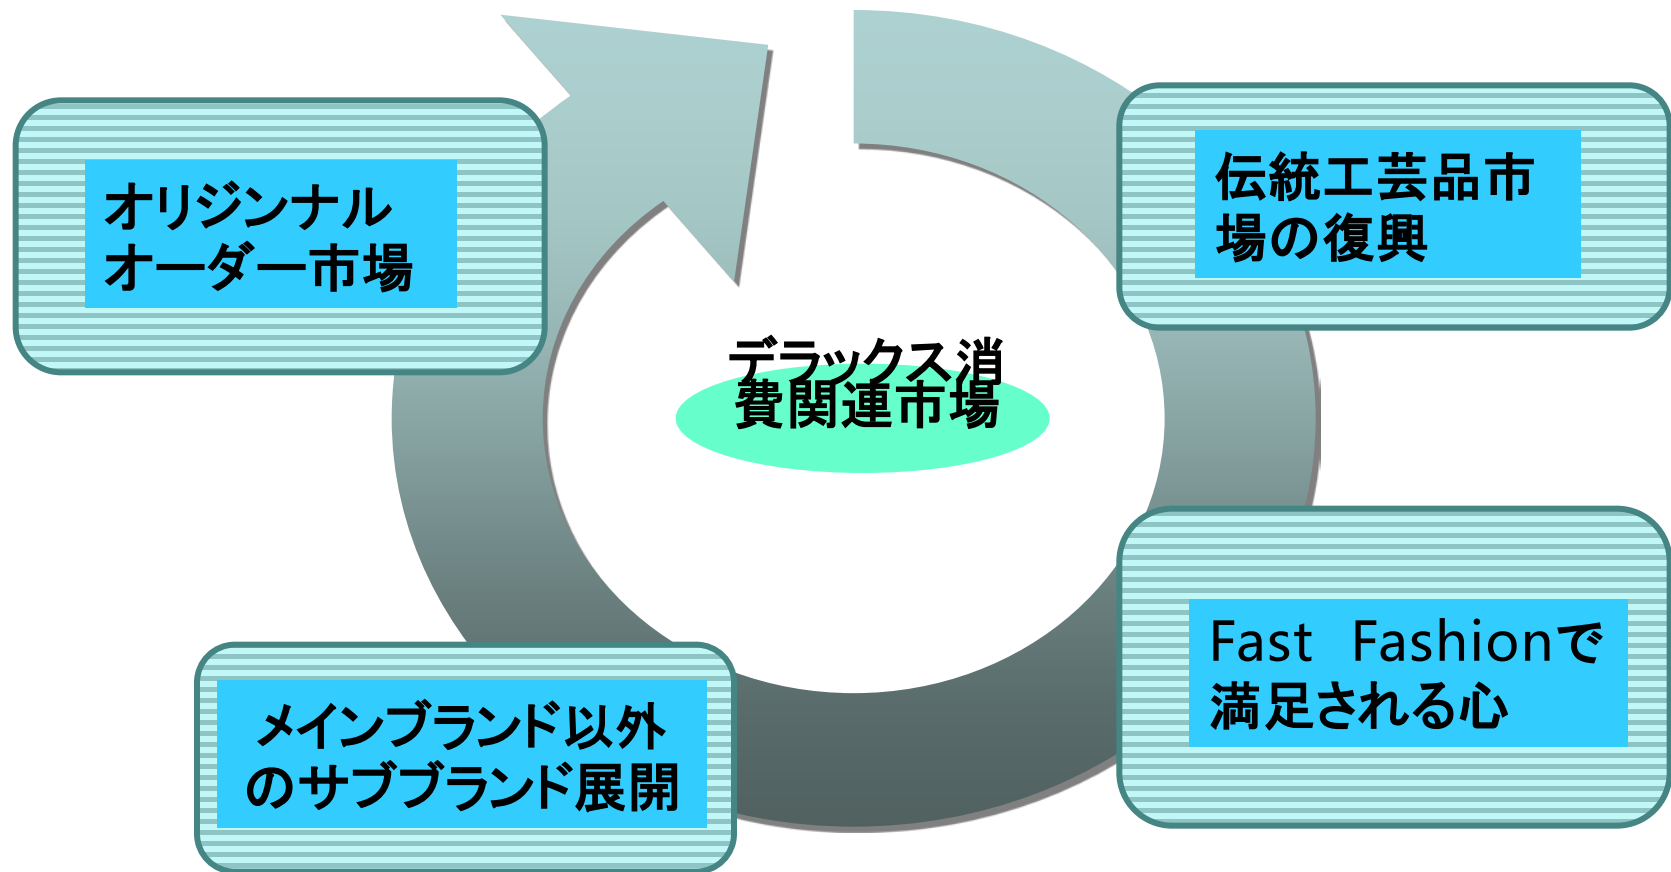 オリジンナル
オーダー市場
伝統工芸品市
場の復興
デラックス消
費関連市場
Fast　Fashionで
満足される心
メインブランド以外
のサブブランド展開